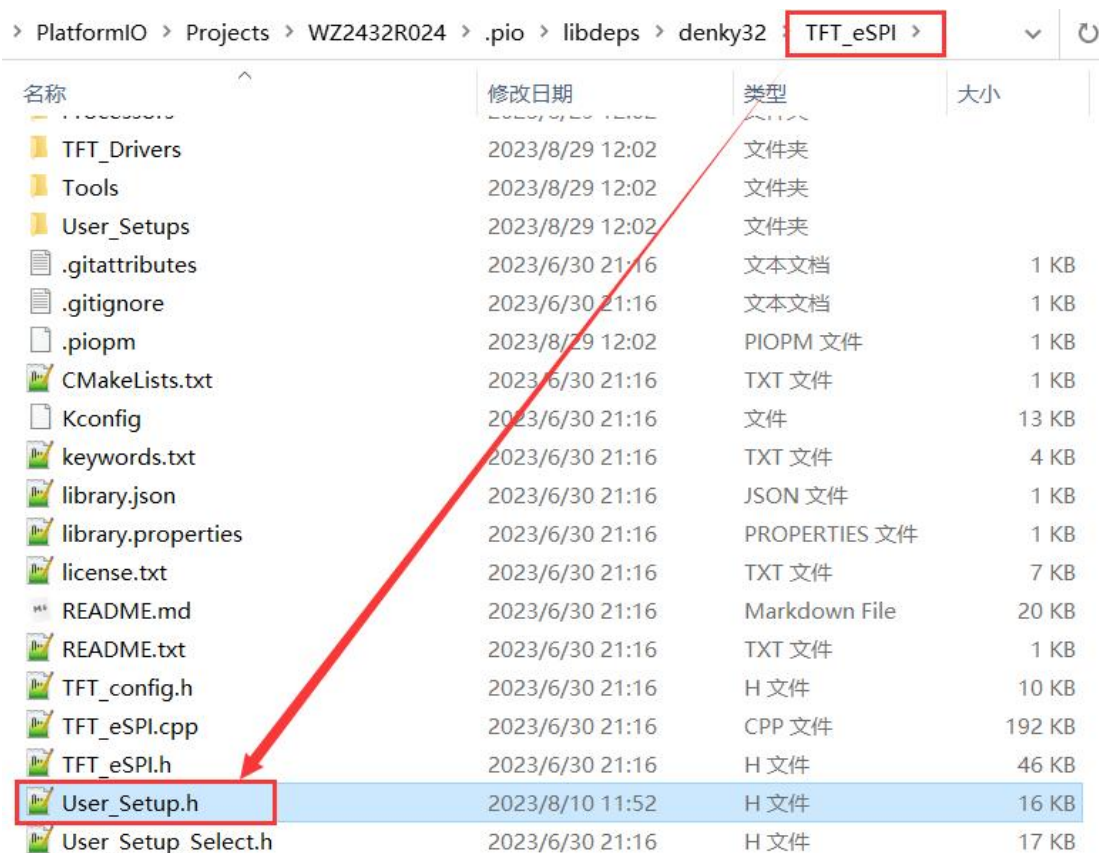 > PlatformIO > Projects > WZ2432R024 > .pio > libdeps > denky32 > TFT_eSPI >
名称 修改日期 类型 大小
TFT_Drivers 2023/8/29 12:02 文件夹
Tools 2023/8/29 12:02 文件夹
User_Setups 2023/8/29 12:02 文件夹
.gitattributes 2023/6/30 21:16 文本文档 1 KB
.gitignore 2023/6/30 21:16 文本文档 1 KB
.piopm 2023/8/29 12:02 PIOPM 文件 1 KB
CMakeLists.txt 2023/6/30 21:16 TXT 文件 1 KB
Kconfig 2023/6/30 21:16 文件 13 KB
keywords.txt 2023/6/30 21:16 TXT 文件 4 KB
library.json 2023/6/30 21:16 JSON 文件 1 KB
library.properties 2023/6/30 21:16 PROPERTIES 文件 1 KB
license.txt 2023/6/30 21:16 TXT 文件 7 KB
README.md 2023/6/30 21:16 Markdown File 20 KB
README.txt 2023/6/30 21:16 TXT 文件 1 KB
TFT_config.h 2023/6/30 21:16 H 文件 10 KB
TFT_eSPI.cpp 2023/6/30 21:16 CPP 文件 192 KB
TFT_eSPI.h 2023/6/30 21:16 H 文件 46 KB
User_Setup.h 2023/8/10 11:52 H 文件 16 KB
User_Setup_Select.h 2023/6/30 21:16 H 文件 17 KB